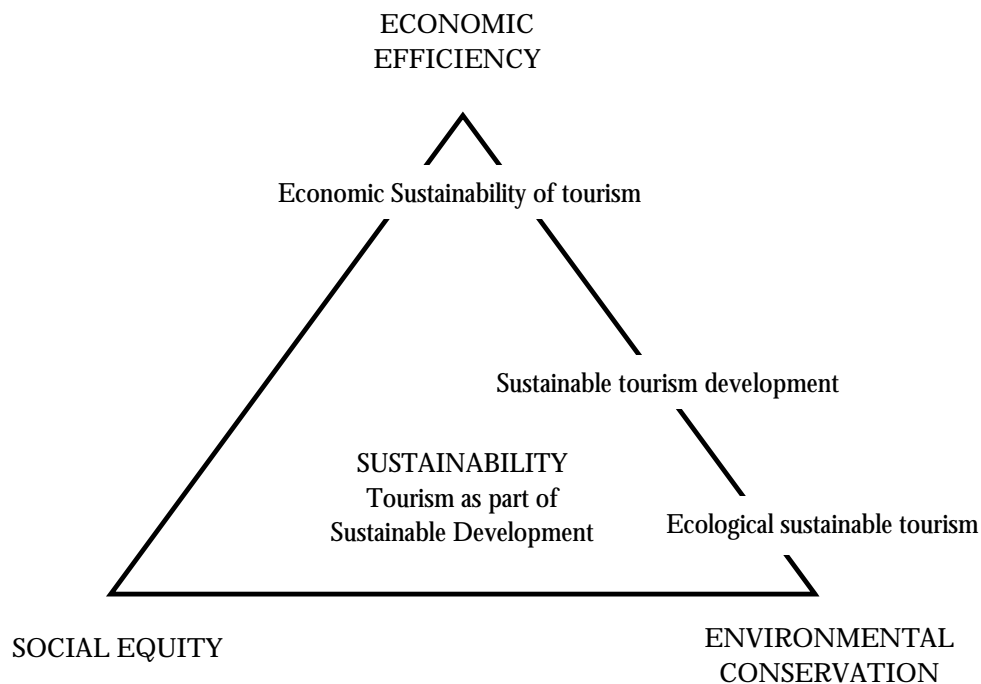 ECONOMIC
EFFICIENCY
Economic Sustainability of tourism
Sustainable tourism development
SUSTAINABILITY
Tourism as part of
Sustainable Development
Ecological sustainable tourism
SOCIAL EQUITY
ENVIRONMENTAL
CONSERVATION